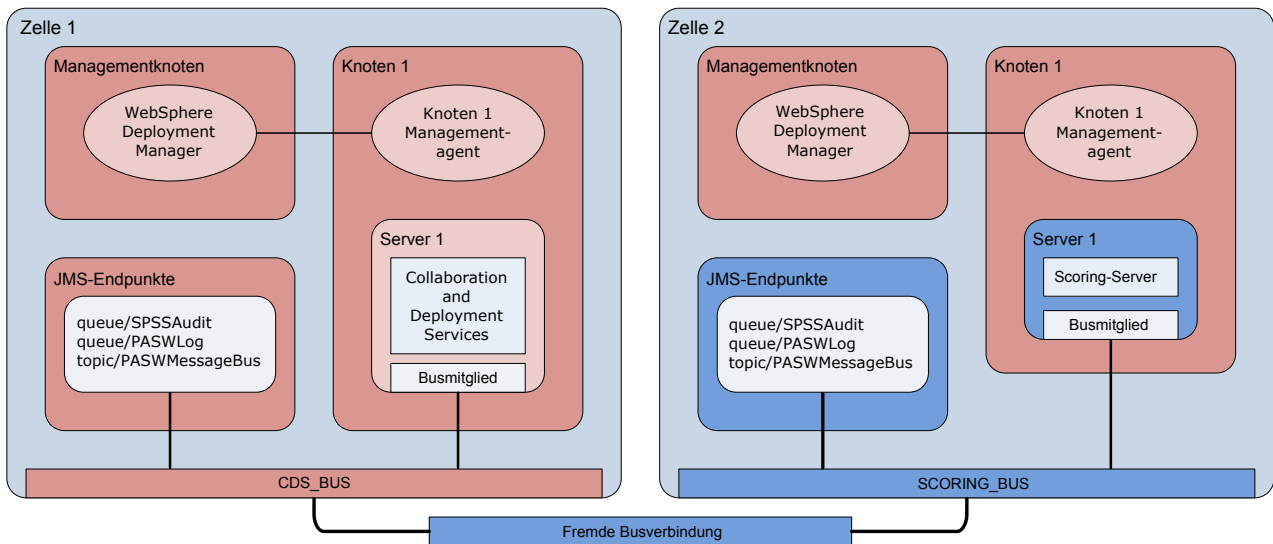 Zelle 1
Managementknoten
WebSphere
Deployment
Manager
Knoten 1
Knoten 1
Management-
agent
Server 1
Collaboration
and
Deployment
Services
Busmitglied
JMS-Endpunkte
queue/SPSSAudit
queue/PASWLog
topic/PASWMessageBus
CDS_BUS
Zelle 2
Managementknoten
WebSphere
Deployment
Manager
Knoten 1
Knoten 1
Management-
agent
Server 1
Scoring-Server
Busmitglied
JMS-Endpunkte
queue/SPSSAudit
queue/PASWLog
topic/PASWMessageBus
SCORING_BUS
Fremde Busverbindung